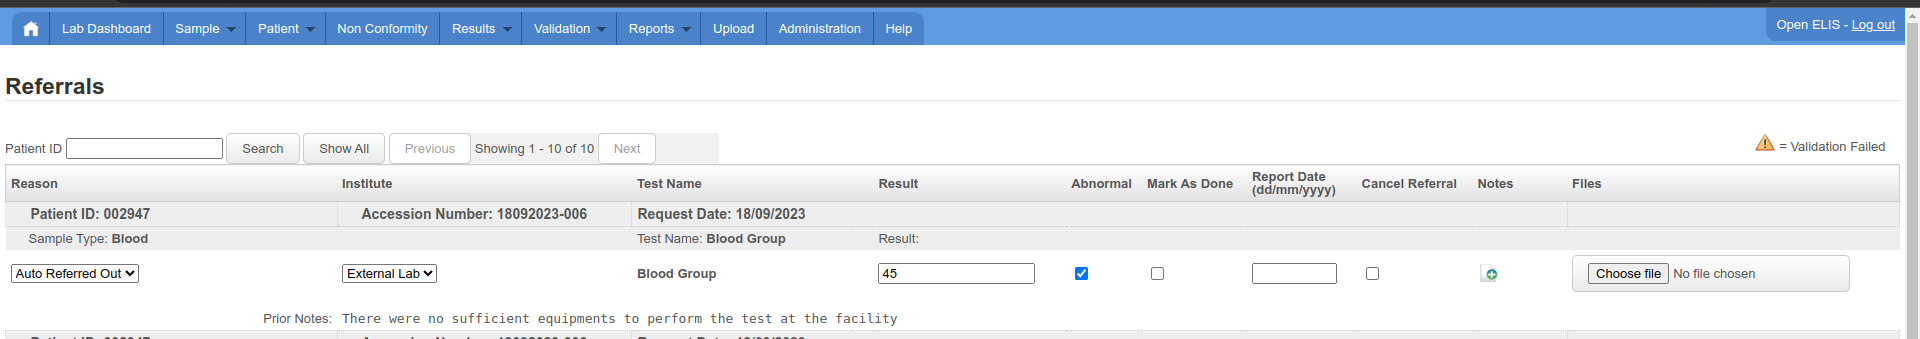 Lab Dashboard Sample Patient Non Conformity Results Validation Reports Upload Administration Help Open ELIS - Log out
Referrals
Patient ID Search Show All Previous Showing 1 - 10 of 10 Next = Validation Failed
Reason Institute Test Name Result Abnormal Mark As Done Report Date (dd/mm/yyyy) Cancel Referral Notes Files
Patient ID: 002947 Accession Number: 18092023-006 Request Date: 18/09/2023
Sample Type: Blood Test Name: Blood Group Result:
Auto Referred Out External Lab Blood Group 45 Choose file No file chosen
Prior Notes: There were no sufficient equipments to perform the test at the facility